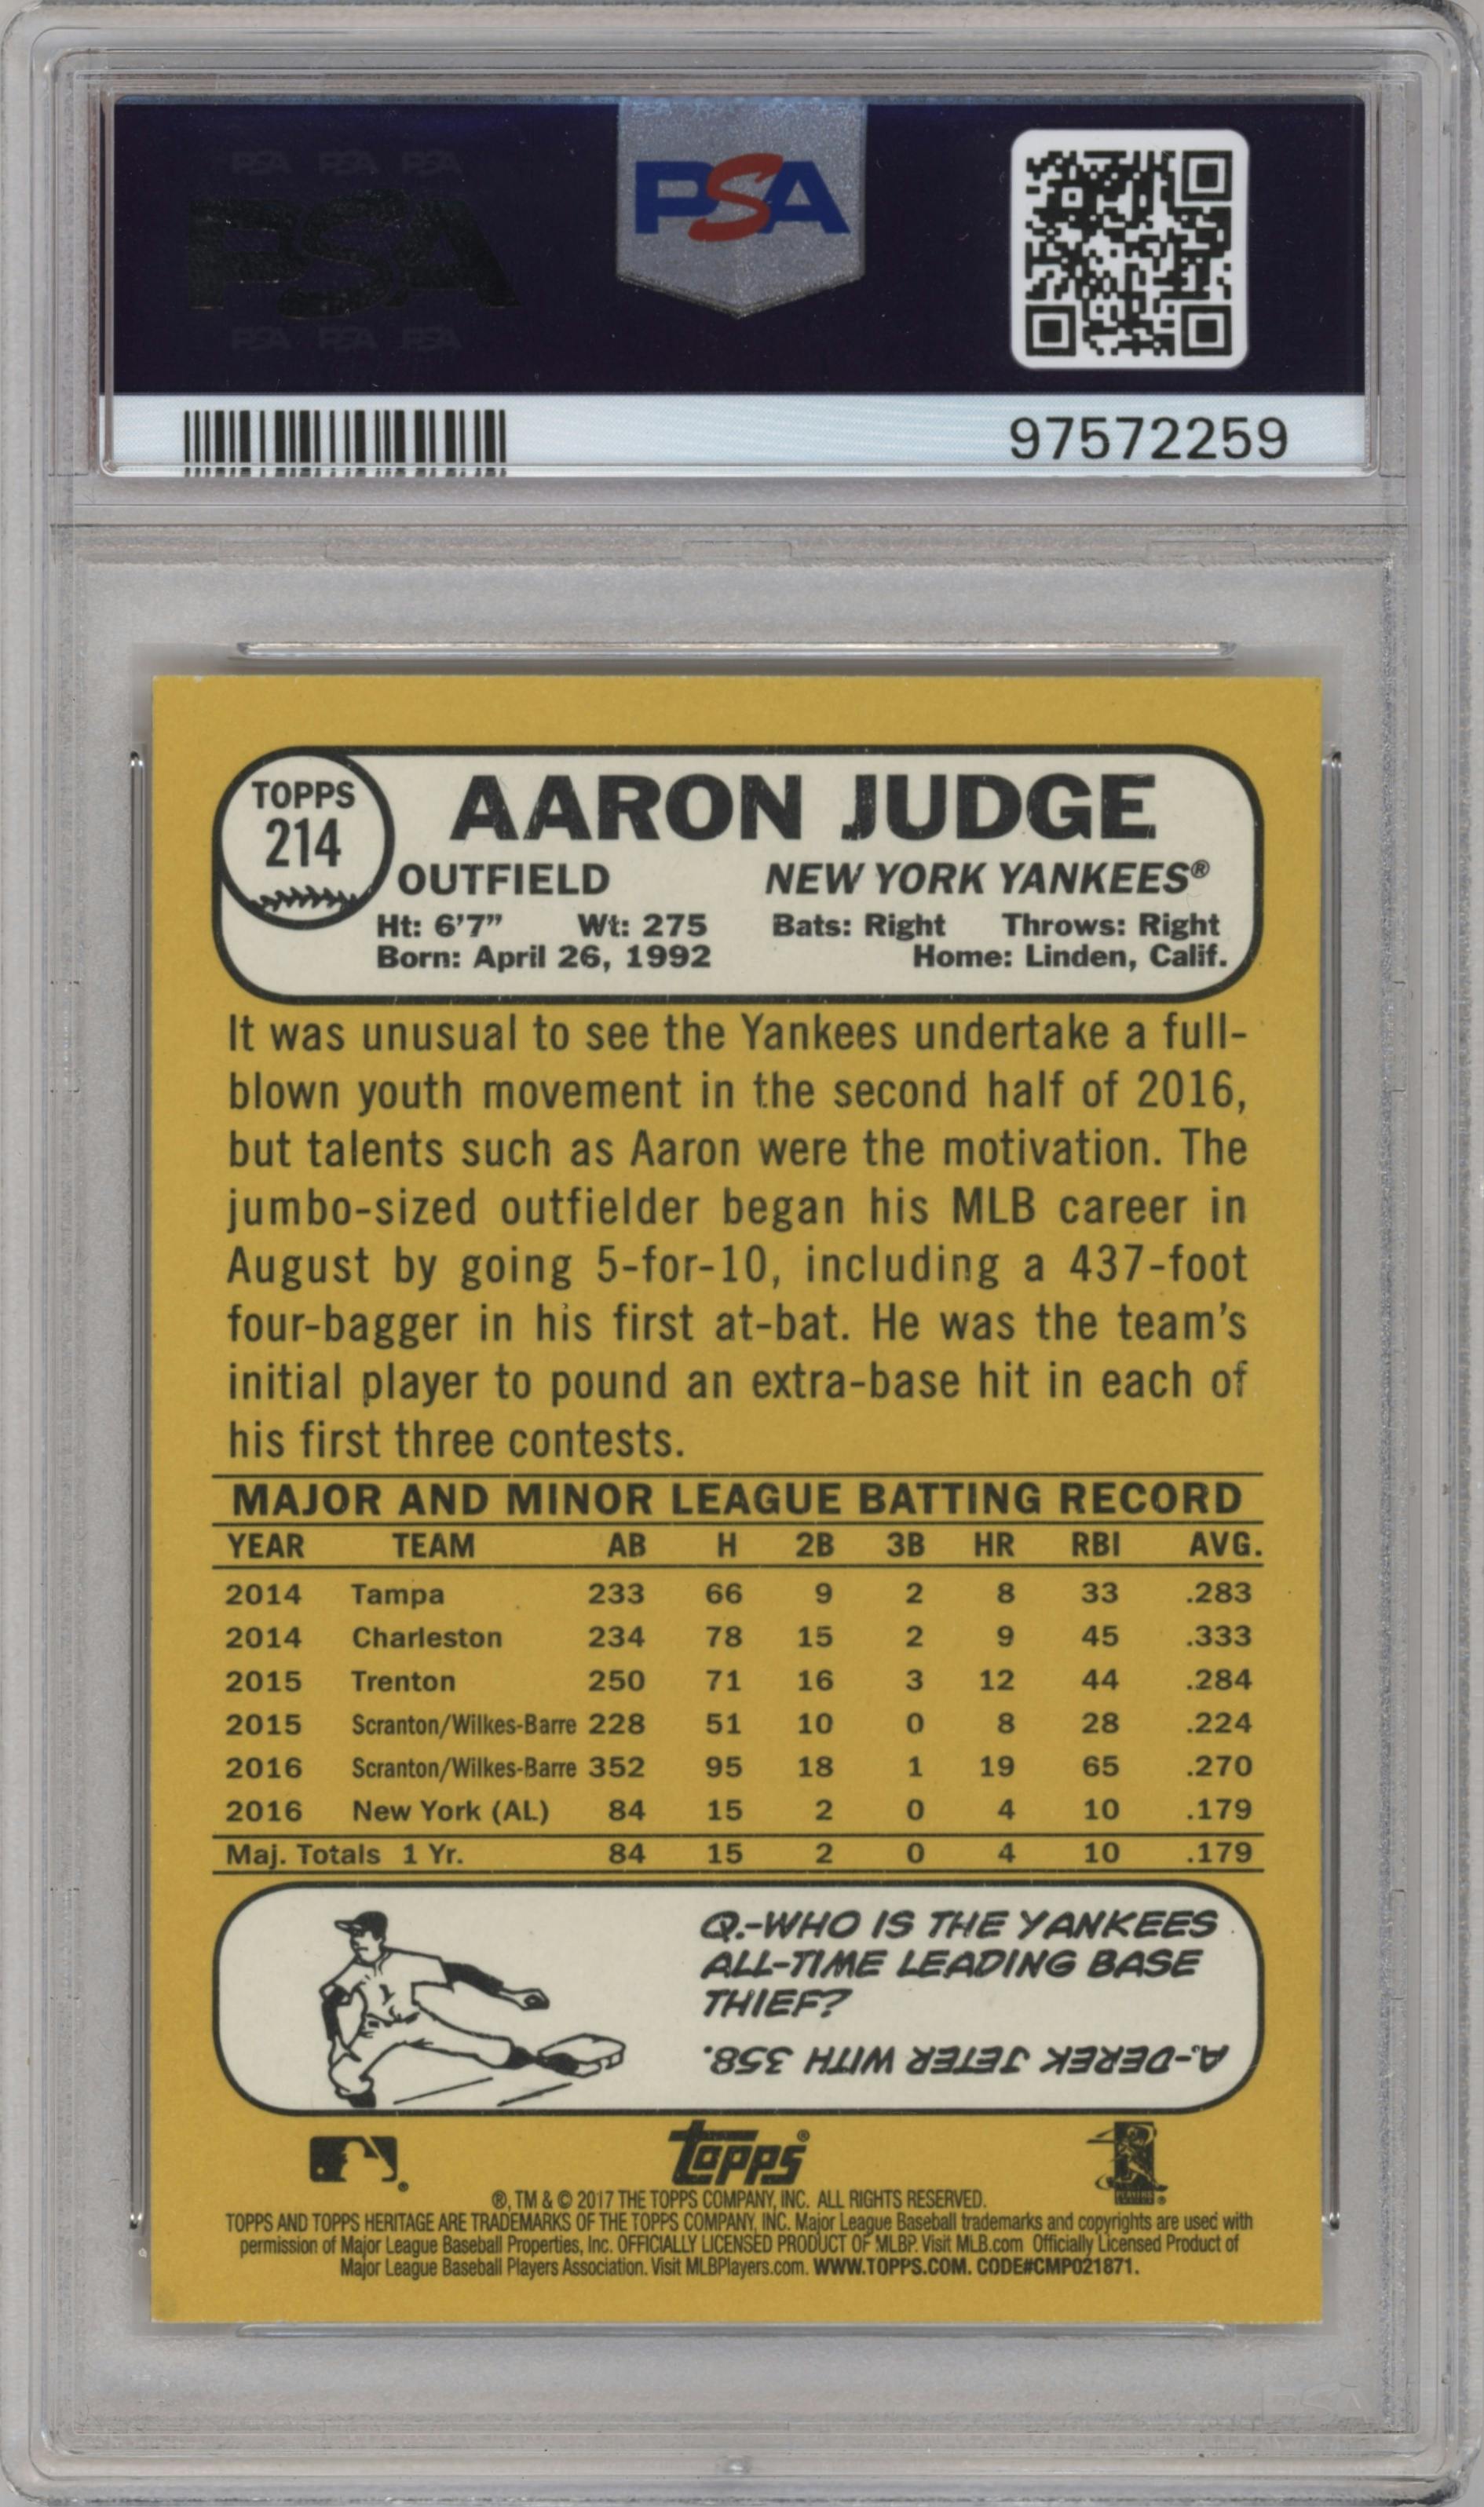 PSA PSA PSA
PSA
PSA PSA PSA
PSA
97572259
TOPPS
214
AARON JUDGE
OUTFIELD NEW YORK YANKEES®
Ht: 6'7” Wt: 275 Bats: Right Throws: Right
Born: April 26, 1992 Home: Linden, Calif.
It was unusual to see the Yankees undertake a full-
blown youth movement in the second half of 2016,
but talents such as Aaron were the motivation. The
jumbo-sized outfielder began his MLB career in
August by going 5-for-10, including a 437-foot
four-bagger in his first at-bat. He was the team’s
initial player to pound an extra-base hit in each of
his first three contests.
MAJOR AND MINOR LEAGUE BATTING RECORD
YEAR TEAM AB H 2B 3B HR RBI AVG.
2014 Tampa 233 66 9 2 8 33 .283
2014 Charleston 234 78 15 2 9 45 .333
2015 Trenton 250 71 16 3 12 44 .284
2015 Scranton/Wilkes-Barre 228 51 10 0 8 28 .224
2016 Scranton/Wilkes-Barre 352 95 18 1 19 65 .270
2016 New York (AL) 84 15 2 0 4 10 .179
Maj. Totals 1 Yr. 84 15 2 0 4 10 .179
Q.-WHO IS THE YANKEES
ALL-TIME LEADING BASE
THIEF?
A.-DEREK JETER WITH 358.
topps®
®, TM & © 2017 THE TOPPS COMPANY, INC. ALL RIGHTS RESERVED.
TOPPS AND TOPPS HERITAGE ARE TRADEMARKS OF THE TOPPS COMPANY, INC. Major League Baseball trademarks and copyrights are used with
permission of Major League Baseball Properties, Inc. OFFICIALLY LICENSED PRODUCT OF MLBP. Visit MLB.com Officially Licensed Product of
Major League Baseball Players Association. Visit MLBPlayers.com. WWW.TOPPS.COM. CODE#CMP021871.
PSA